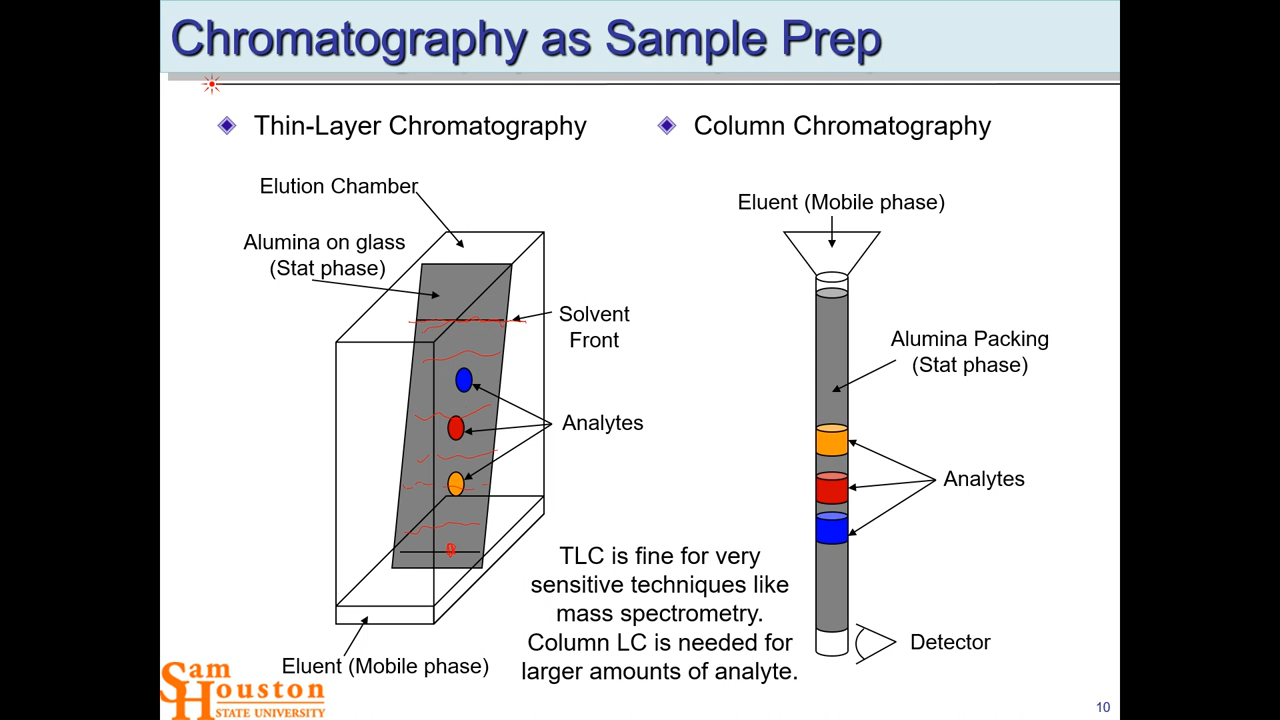 Chromatography as Sample Prep
Thin-Layer Chromatography
Elution Chamber
Alumina on glass
(Stat phase)
Solvent
Front
Analytes
Eluent (Mobile phase)
TLC is fine for very
sensitive techniques like
mass spectrometry.
Column LC is needed for
larger amounts of analyte.
Column Chromatography
Eluent (Mobile phase)
Alumina Packing
(Stat phase)
Analytes
Detector
Sam
Houston
STATE UNIVERSITY
10